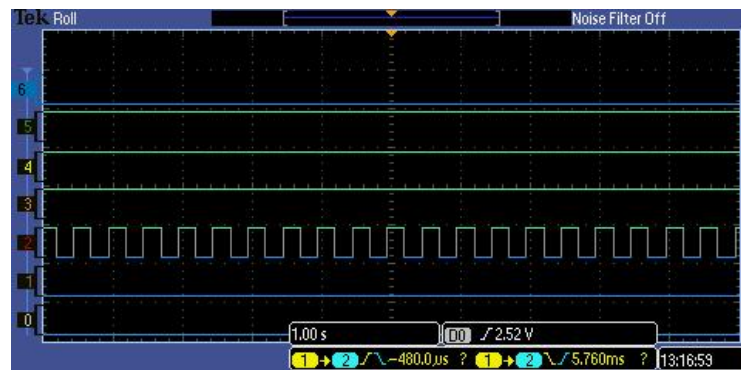 Tek Roll Noise Filter Off
6
5
4
3
2
1
0
1.00 s D0 2.52 V
1 → 2 -480.0µs ? 1 → 2 5.760ms ? 13:16:59